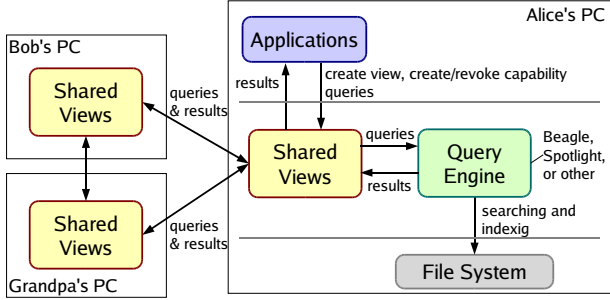 Alice's PC
Bob's PC
Applications
Shared
Views
queries
& results
results
create view, create/revoke capability
queries
Shared
Views
queries
results
Query
Engine
Beagle,
Spotlight,
or other
Shared
Views
queries
& results
searching and
indexig
Grandpa's PC
File System